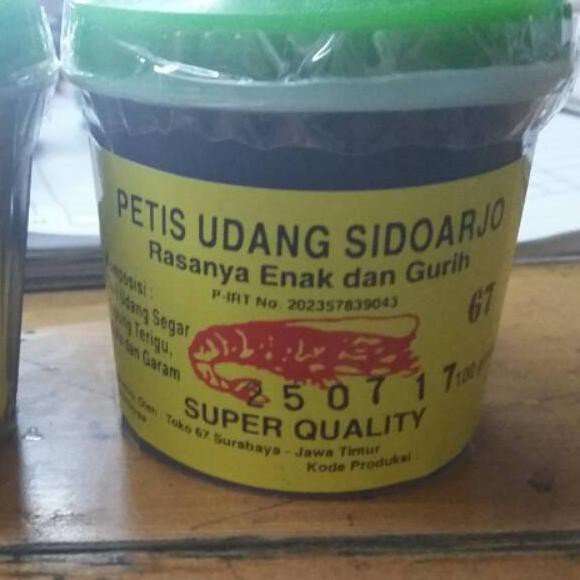 PETIS UDANG SIDOARJO
Rasanya Enak dan Gurih
P-IRT No. 202357839043
67
Udang Segar
Terigu,
dan Garam
250717
SUPER QUALITY
Oleh : Toko 67 Surabaya - Jawa Timur
Kode Produksi :